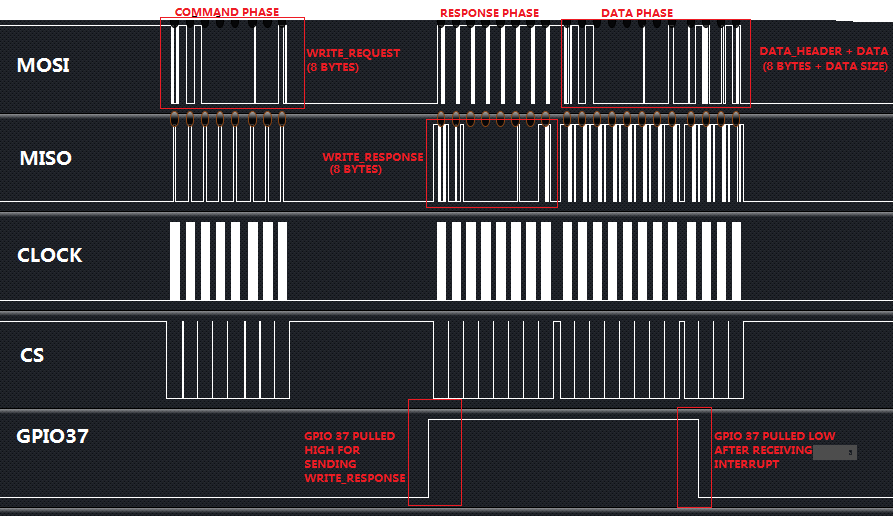 COMMAND PHASE
RESPONSE PHASE
DATA PHASE
MOSI
WRITE_REQUEST
(8 BYTES)
DATA_HEADER + DATA
(8 BYTES + DATA SIZE)
MISO
WRITE_RESPONSE
(8 BYTES)
CLOCK
CS
GPIO37
GPIO 37 PULLED
HIGH FOR
SENDING
WRITE_RESPONSE
GPIO 37 PULLED LOW
AFTER RECEIVING
INTERRUPT